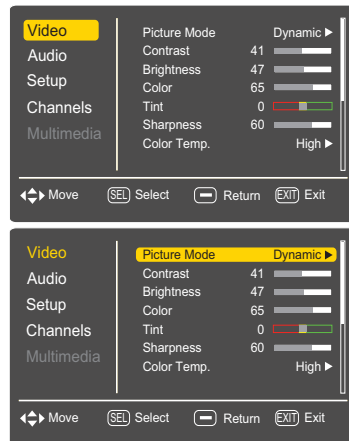 Video
Audio
Setup
Channels
Multimedia
Picture Mode Dynamic
Contrast 41
Brightness 47
Color 65
Tint 0
Sharpness 60
Color Temp. High
Move SEL Select Return EXIT Exit
Video
Audio
Setup
Channels
Multimedia
Picture Mode Dynamic
Contrast 41
Brightness 47
Color 65
Tint 0
Sharpness 60
Color Temp. High
Move SEL Select Return EXIT Exit